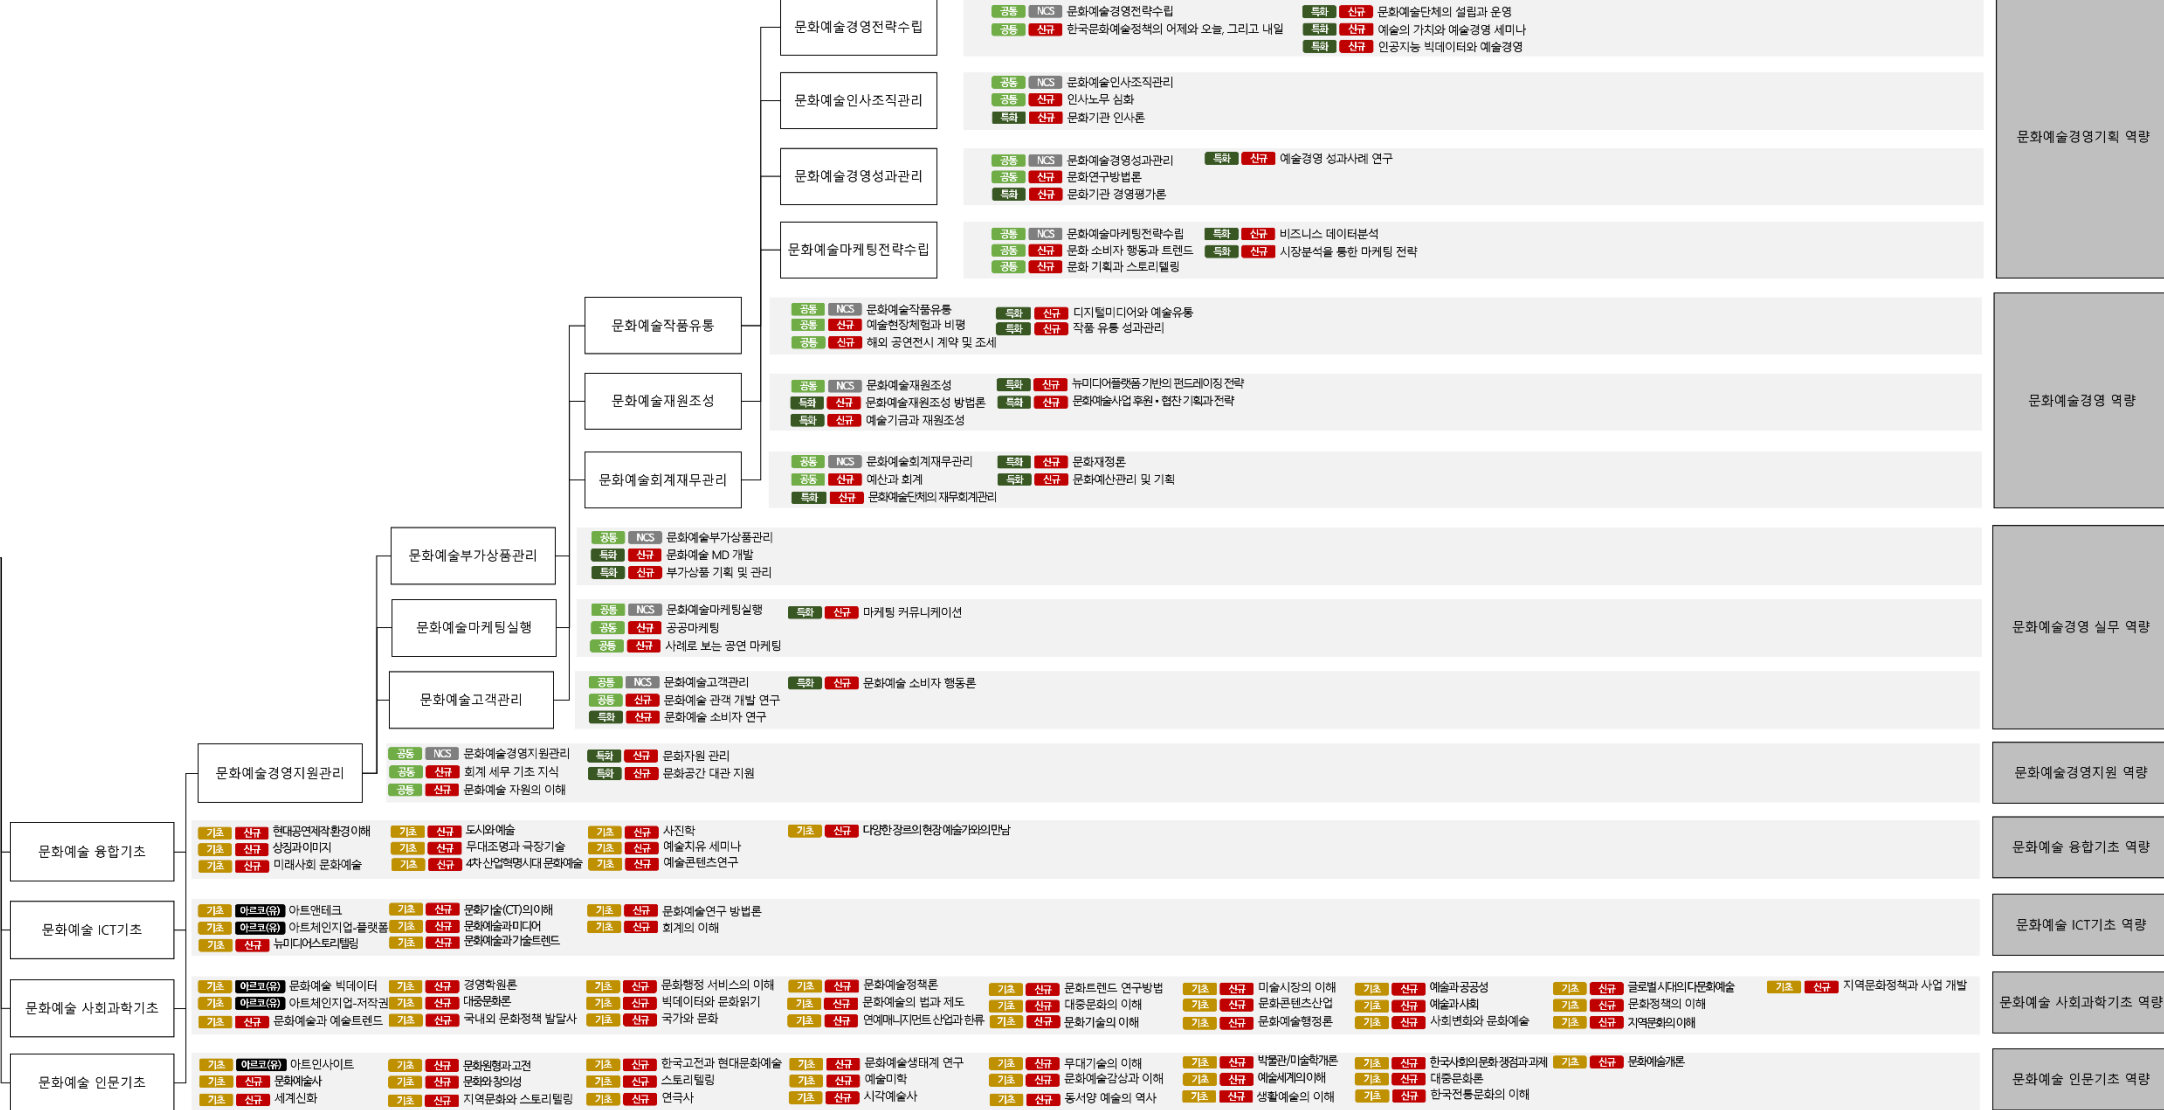 문화예술경영전략수립
공통 NCS 문화예술경영전략수립
공통 신규 한국문화예술정책의 어제와 오늘, 그리고 내일
특화 신규 문화예술단체의 설립과 운영
특화 신규 예술의 가치와 예술경영 세미나
특화 신규 인공지능 빅데이터와 예술경영
문화예술경영기획 역량
문화예술인사조직관리
공통 NCS 문화예술인사조직관리
공통 신규 인사노무 심화
특화 신규 문화기관 인사론
문화예술경영성과관리
공통 NCS 문화예술경영성과관리
공통 신규 문화연구방법론
특화 신규 문화기관 경영평가론
특화 신규 예술경영 성과사례 연구
문화예술마케팅전략수립
공통 NCS 문화예술마케팅전략수립
공통 신규 문화 소비자 행동과 트렌드
공통 신규 문화 기획과 스토리텔링
특화 신규 비즈니스 데이터분석
특화 신규 시장분석을 통한 마케팅 전략
문화예술작품유통
공통 NCS 문화예술작품유통
공통 신규 예술현장체험과 비평
공통 신규 해외 공연전시 계약 및 조세
특화 신규 디지털미디어와 예술유통
특화 신규 작품 유통 성과관리
문화예술경영 역량
문화예술재원조성
공통 NCS 문화예술재원조성
특화 신규 문화예술재원조성 방법론
특화 신규 예술기금과 재원조성
특화 신규 뉴미디어플랫폼 기반의 펀드레이징 전략
특화 신규 문화예술사업 후원・협찬 기획과 전략
문화예술회계재무관리
공통 NCS 문화예술회계재무관리
공통 신규 예산과 회계
특화 신규 문화예술단체의 재무회계관리
특화 신규 문화재정론
특화 신규 문화예산관리 및 기획
문화예술부가상품관리
공통 NCS 문화예술부가상품관리
특화 신규 문화예술 MD 개발
특화 신규 부가상품 기획 및 관리
문화예술경영 실무 역량
문화예술마케팅실행
공통 NCS 문화예술마케팅실행
공통 신규 공공마케팅
공통 신규 사례로 보는 공연 마케팅
특화 신규 마케팅 커뮤니케이션
문화예술고객관리
공통 NCS 문화예술고객관리
공통 신규 문화예술 관객 개발 연구
특화 신규 문화예술 소비자 연구
특화 신규 문화예술 소비자 행동론
문화예술경영지원관리
공통 NCS 문화예술경영지원관리
공통 신규 회계 세무 기초 지식
공통 신규 문화예술 자원의 이해
특화 신규 문화자원 관리
특화 신규 문화공간 대관 지원
문화예술경영지원 역량
문화예술 융합기초
기초 신규 현대공연제작환경이해
기초 신규 상징과 이미지
기초 신규 미래사회 문화예술
기초 신규 도시와 예술
기초 신규 무대조명과 극장기술
기초 신규 4차 산업혁명시대 문화예술
기초 신규 사진학
기초 신규 예술치유 세미나
기초 신규 예술콘텐츠연구
기초 신규 다양한 장르의 현장 예술가와의 만남
문화예술 융합기초 역량
문화예술 ICT기초
기초 아르코(유) 아트앤테크
기초 아르코(유) 아트체인지업-플랫폼
기초 신규 뉴미디어스토리텔링
기초 신규 문화기술(CT)의 이해
기초 신규 문화예술과 미디어
기초 신규 문화예술과 기술트렌드
기초 신규 문화예술연구 방법론
기초 신규 회계의 이해
문화예술 ICT기초 역량
문화예술 사회과학기초
기초 아르코(유) 문화예술 빅데이터
기초 아르코(유) 아트체인지업-저작권
기초 신규 문화예술과 예술트렌드
기초 신규 경영학원론
기초 신규 대중문화론
기초 신규 국내외 문화정책 발달사
기초 신규 문화행정 서비스의 이해
기초 신규 빅데이터와 문화읽기
기초 신규 국가와 문화
기초 신규 문화예술정책론
기초 신규 문화예술의 법과 제도
기초 신규 연예매니지먼트 산업과 한류
기초 신규 문화트렌드 연구방법
기초 신규 대중문화의 이해
기초 신규 문화기술의 이해
기초 신규 미술시장의 이해
기초 신규 문화콘텐츠산업
기초 신규 문화예술행정론
기초 신규 예술과 공공성
기초 신규 예술과 사회
기초 신규 사회변화와 문화예술
기초 신규 글로벌시대의 다문화예술
기초 신규 문화정책의 이해
기초 신규 지역문화의 이해
기초 신규 지역문화정책과 사업 개발
문화예술 사회과학기초 역량
문화예술 인문기초
기초 아르코(유) 아트인사이트
기초 신규 문화예술사
기초 신규 세계신화
기초 신규 문화원형과 고전
기초 신규 문화와 창의성
기초 신규 지역문화와 스토리텔링
기초 신규 한국고전과 현대문화예술
기초 신규 스토리텔링
기초 신규 연극사
기초 신규 문화예술생태계 연구
기초 신규 예술미학
기초 신규 시각예술사
기초 신규 무대기술의 이해
기초 신규 문화예술감상과 이해
기초 신규 동서양 예술의 역사
기초 신규 박물관/미술학개론
기초 신규 예술세계의 이해
기초 신규 생활예술의 이해
기초 신규 한국사회의 문화 쟁점과 과제
기초 신규 대중문화론
기초 신규 한국전통문화의 이해
기초 신규 문화예술개론
문화예술 인문기초 역량